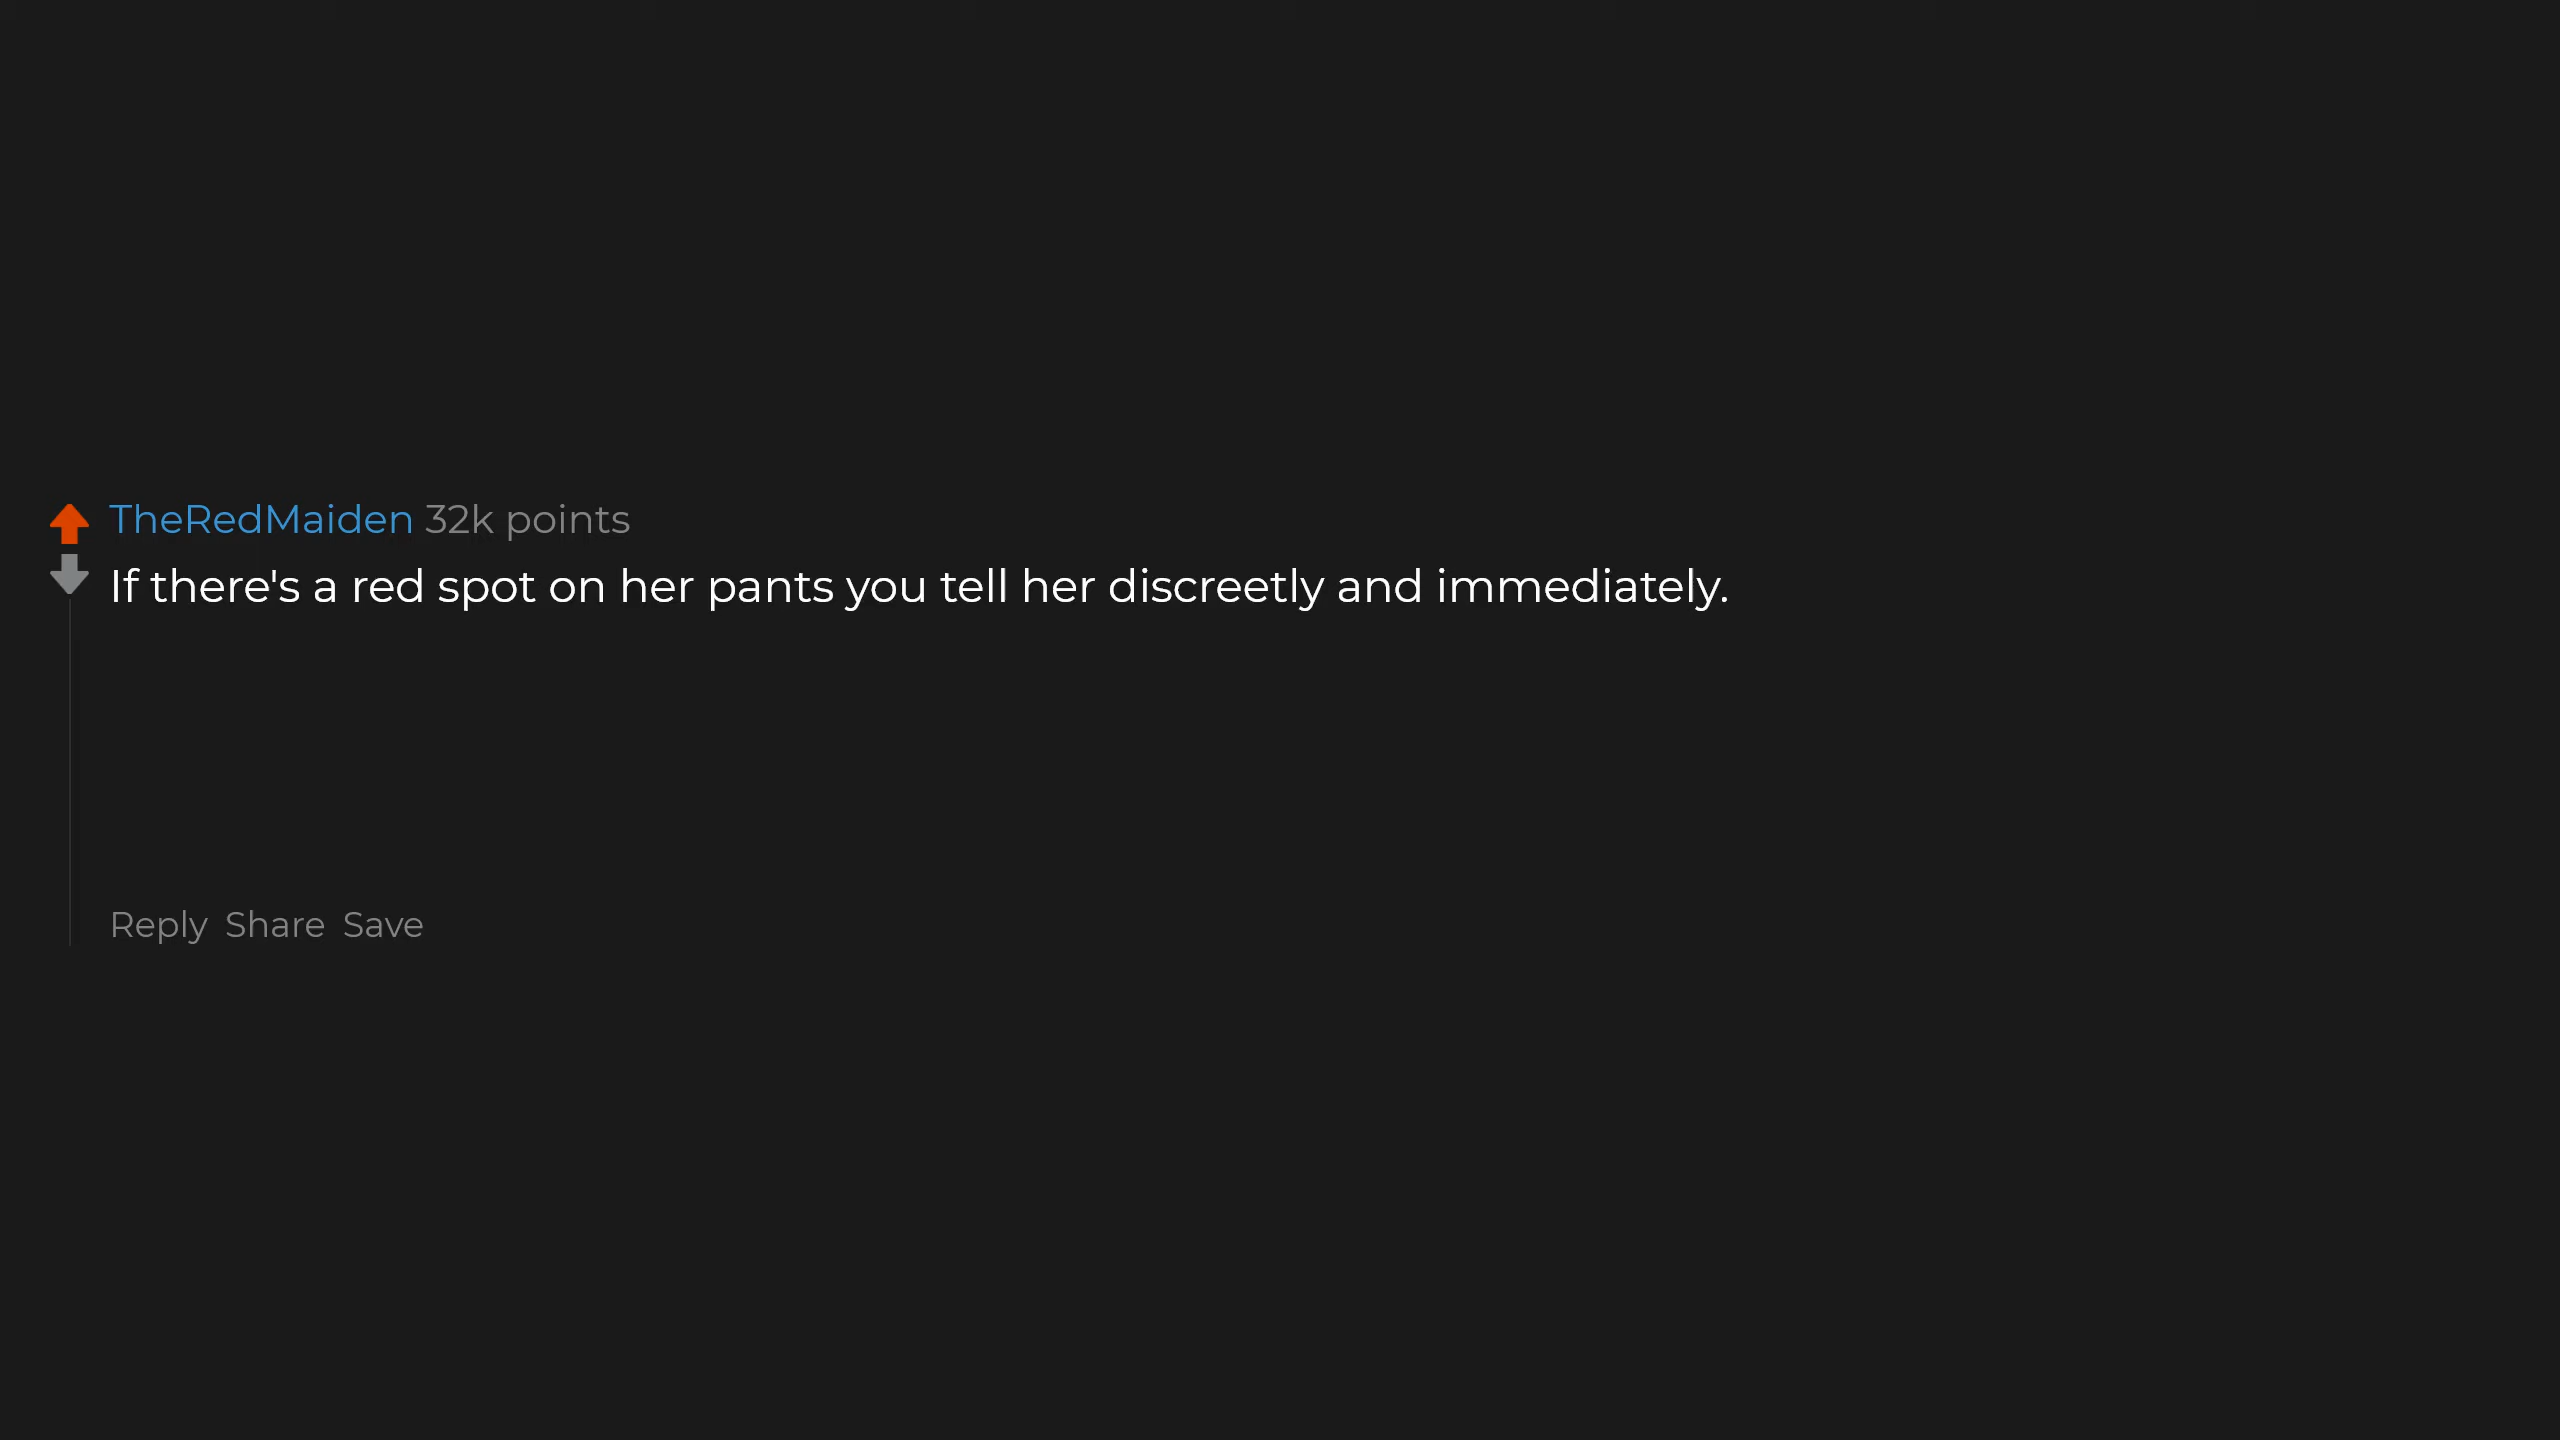 TheRedMaiden 32k points
If there's a red spot on her pants you tell her discreetly and immediately.
Reply Share Save